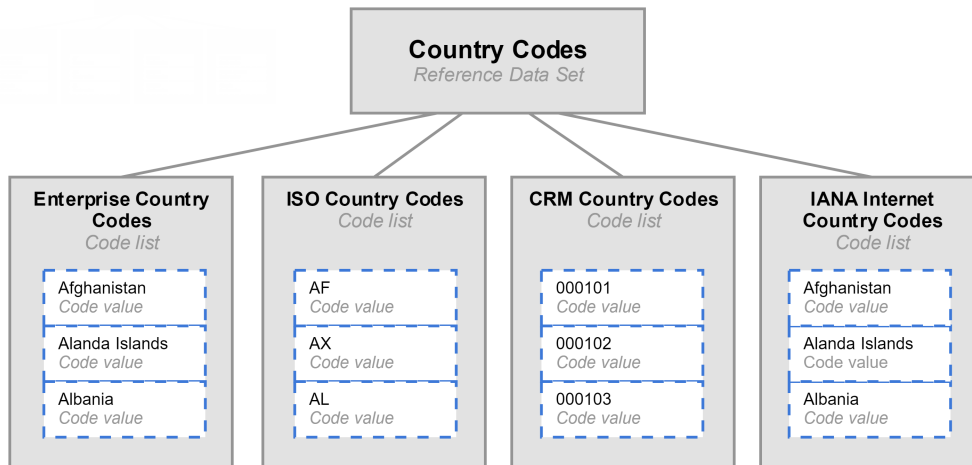 Country Codes
Reference Data Set
Enterprise Country
Codes
Code list
Afghanistan
Code value
Alanda Islands
Code value
Albania
Code value
ISO Country Codes
Code list
AF
Code value
AX
Code value
AL
Code value
CRM Country Codes
Code list
000101
Code value
000102
Code value
000103
Code value
IANA Internet
Country Codes
Code list
Afghanistan
Code value
Alanda Islands
Code value
Albania
Code value